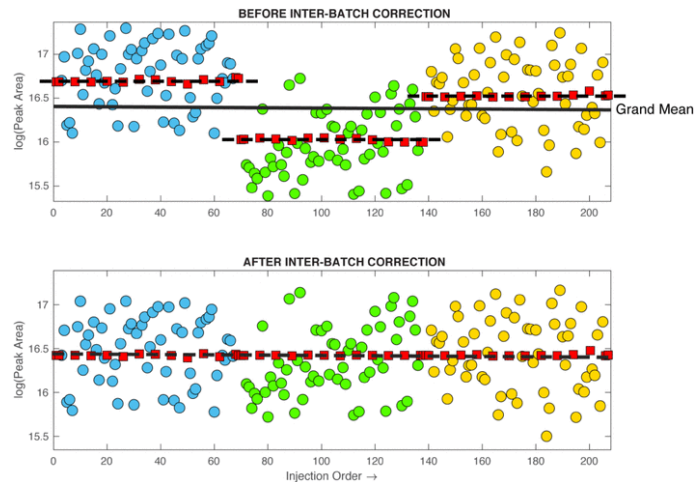 BEFORE INTER-BATCH CORRECTION
log(Peak Area)
17
16.5
16
15.5
Grand Mean
0 20 40 60 80 100 120 140 160 180 200
AFTER INTER-BATCH CORRECTION
log(Peak Area)
17
16.5
16
15.5
0 20 40 60 80 100 120 140 160 180 200
Injection Order →